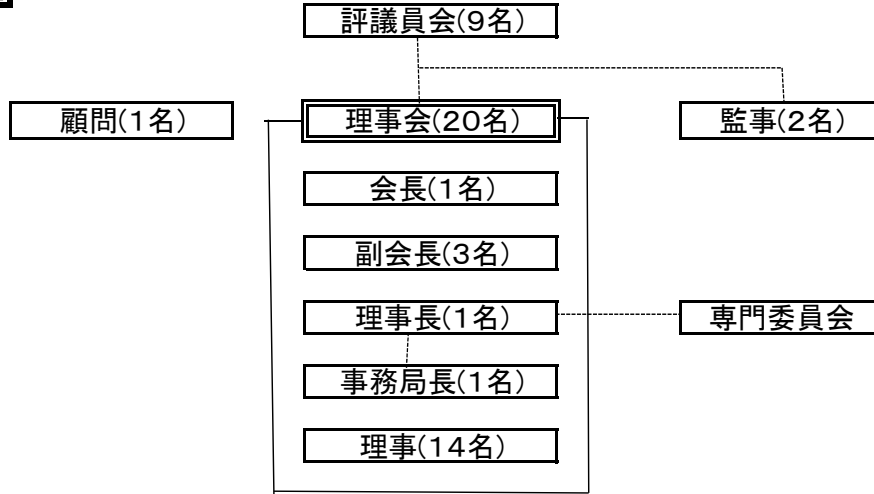 評議員会(9名)
顧問(1名)
理事会(20名)
監事(2名)
会長(1名)
副会長(3名)
理事長(1名)
専門委員会
事務局長(1名)
理事(14名)